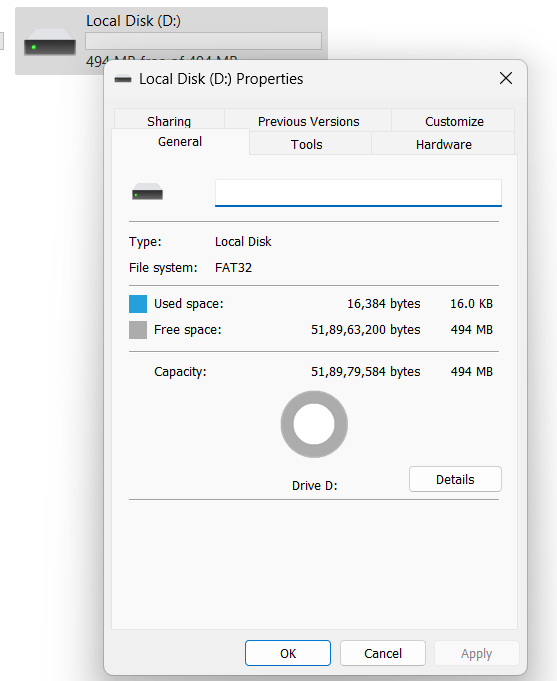 Local Disk (D:)
494 MB free of 494 MB
Local Disk (D:) Properties
Sharing Previous Versions Customize
General Tools Hardware
Type: Local Disk
File system: FAT32
Used space: 16,384 bytes 16.0 KB
Free space: 51,89,63,200 bytes 494 MB
Capacity: 51,89,79,584 bytes 494 MB
Drive D:
Details
OK Cancel Apply